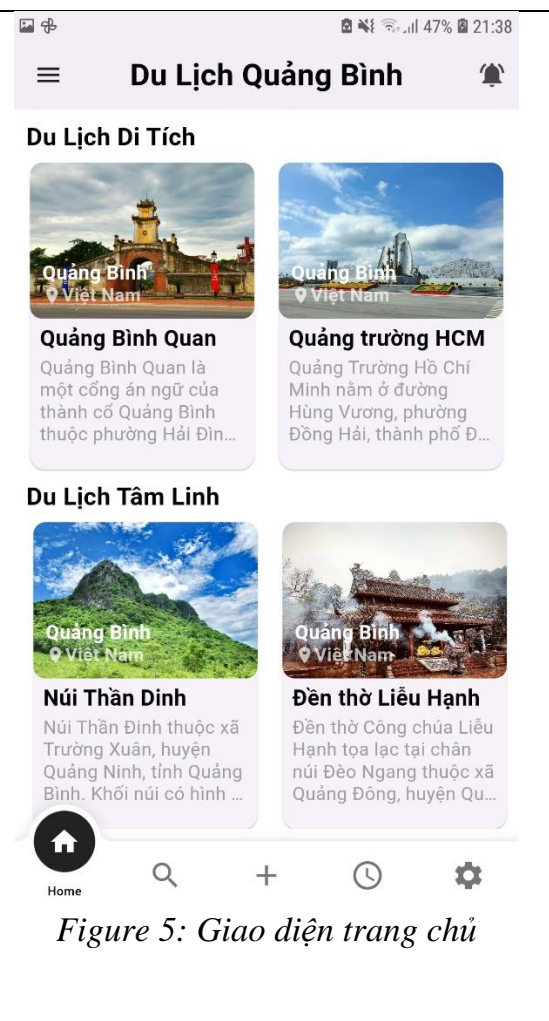 47% 21:38
Du Lịch Quảng Bình
Du Lịch Di Tích
Quảng Bình
Việt Nam
Quảng Bình Quan
Quảng Bình Quan là
một cổng án ngữ của
thành cổ Quảng Bình
thuộc phường Hải Đìn...
Quảng Bình
Việt Nam
Quảng trường HCM
Quảng Trường Hồ Chí
Minh nằm ở đường
Hùng Vương, phường
Đồng Hải, thành phố Đ...
Du Lịch Tâm Linh
Quảng Bình
Việt Nam
Núi Thần Dinh
Núi Thần Đinh thuộc xã
Trường Xuân, huyện
Quảng Ninh, tỉnh Quảng
Bình. Khối núi có hình ...
Quảng Bình
Việt Nam
Đền thờ Liễu Hạnh
Đền thờ Công chúa Liễu
Hạnh tọa lạc tại chân
núi Đèo Ngang thuộc xã
Quảng Đông, huyện Qu...
Home
Figure 5: Giao diện trang chủ